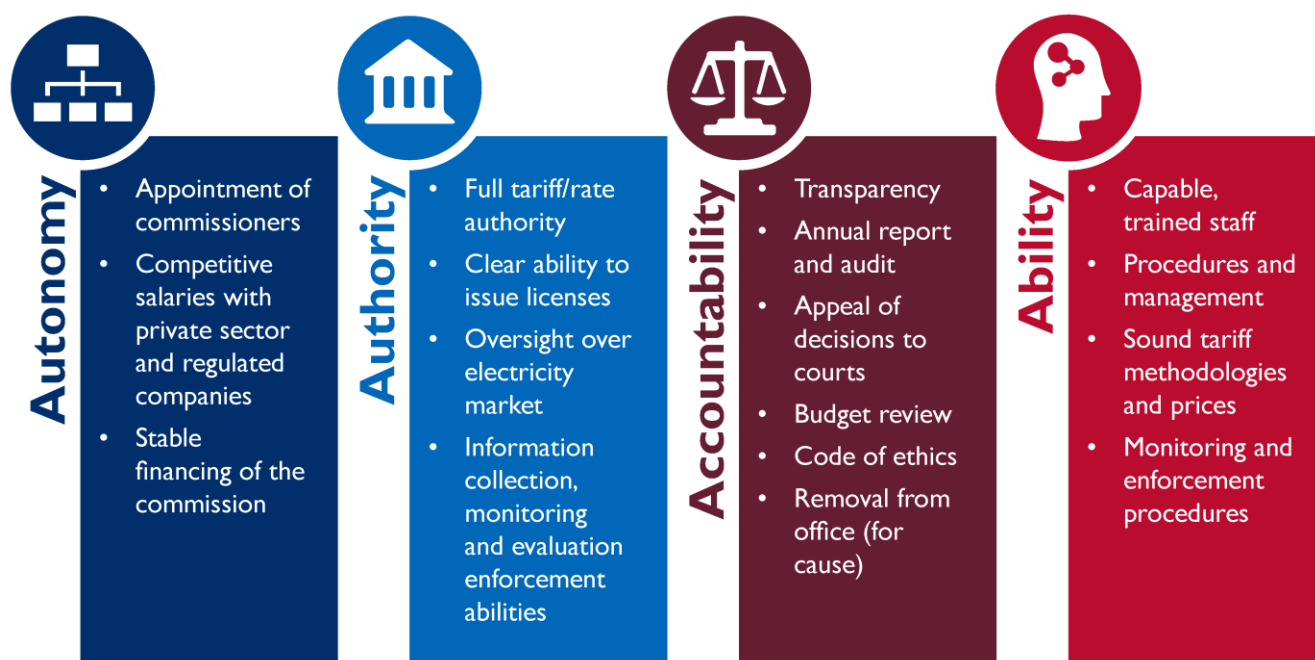 Autonomy
• Appointment of
commissioners
• Competitive
salaries with
private sector
and regulated
companies
• Stable
financing of the
commission
Authority
• Full tariff/rate
authority
• Clear ability to
issue licenses
• Oversight over
electricity
market
• Information
collection,
monitoring
and evaluation
enforcement
abilities
Accountability
• Transparency
• Annual report
and audit
• Appeal of
decisions to
courts
• Budget review
• Code of ethics
• Removal from
office (for
cause)
Ability
• Capable,
trained staff
• Procedures and
management
• Sound tariff
methodologies
and prices
• Monitoring and
enforcement
procedures